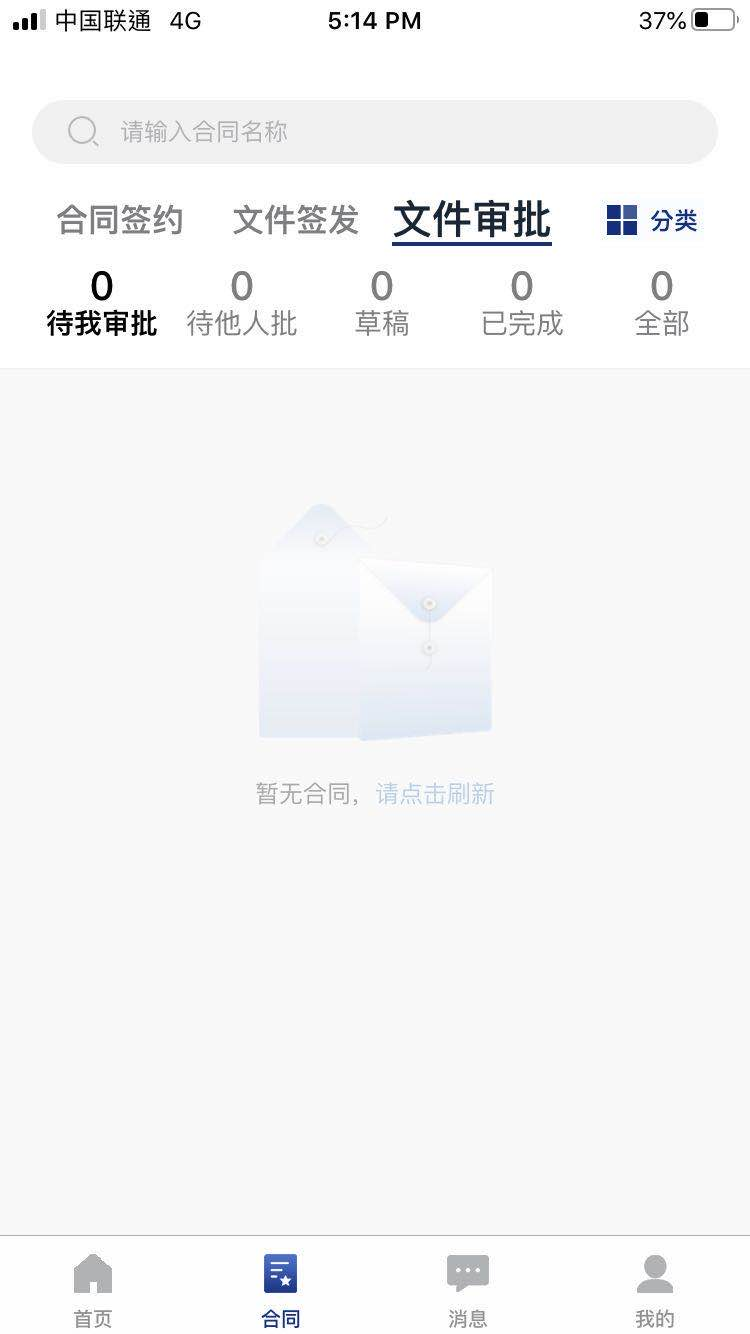 中国联通 4G 5:14 PM 37%
请输入合同名称
合同签约 文件签发 文件审批 分类
0 0 0 0 0
待我审批 待他人批 草稿 已完成 全部
暂无合同，请点击刷新
首页 合同 消息 我的